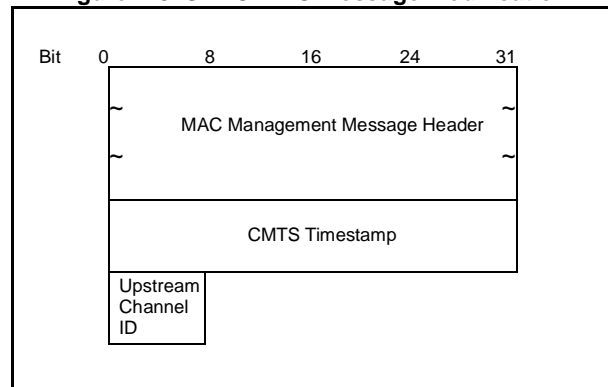 Bit 0 8 16 24 31
~ ~
MAC Management Message Header
~ ~
CMTS Timestamp
Upstream
Channel
ID